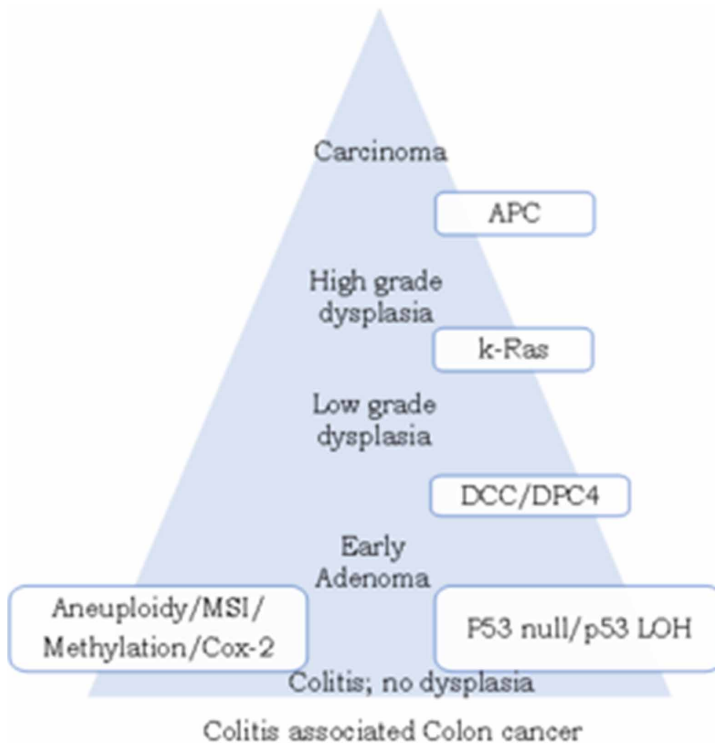 Carcinoma
APC
High grade
dysplasia
k-Ras
Low grade
dysplasia
DCC/DPC4
Early
Adenoma
Aneuploidy/MSI/
Methylation/Cox-2
P53 null/p53 LOH
Colitis; no dysplasia
Colitis associated Colon cancer